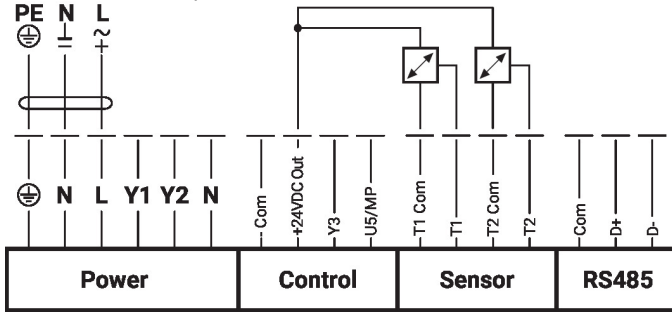 PE N L
N L Y1 Y2 N
- Com
+24VDC Out
Y3
U5/MP
T1 Com
T1
T2 Com
T2
Com
D+
D-
Power
Control
Sensor
RS485